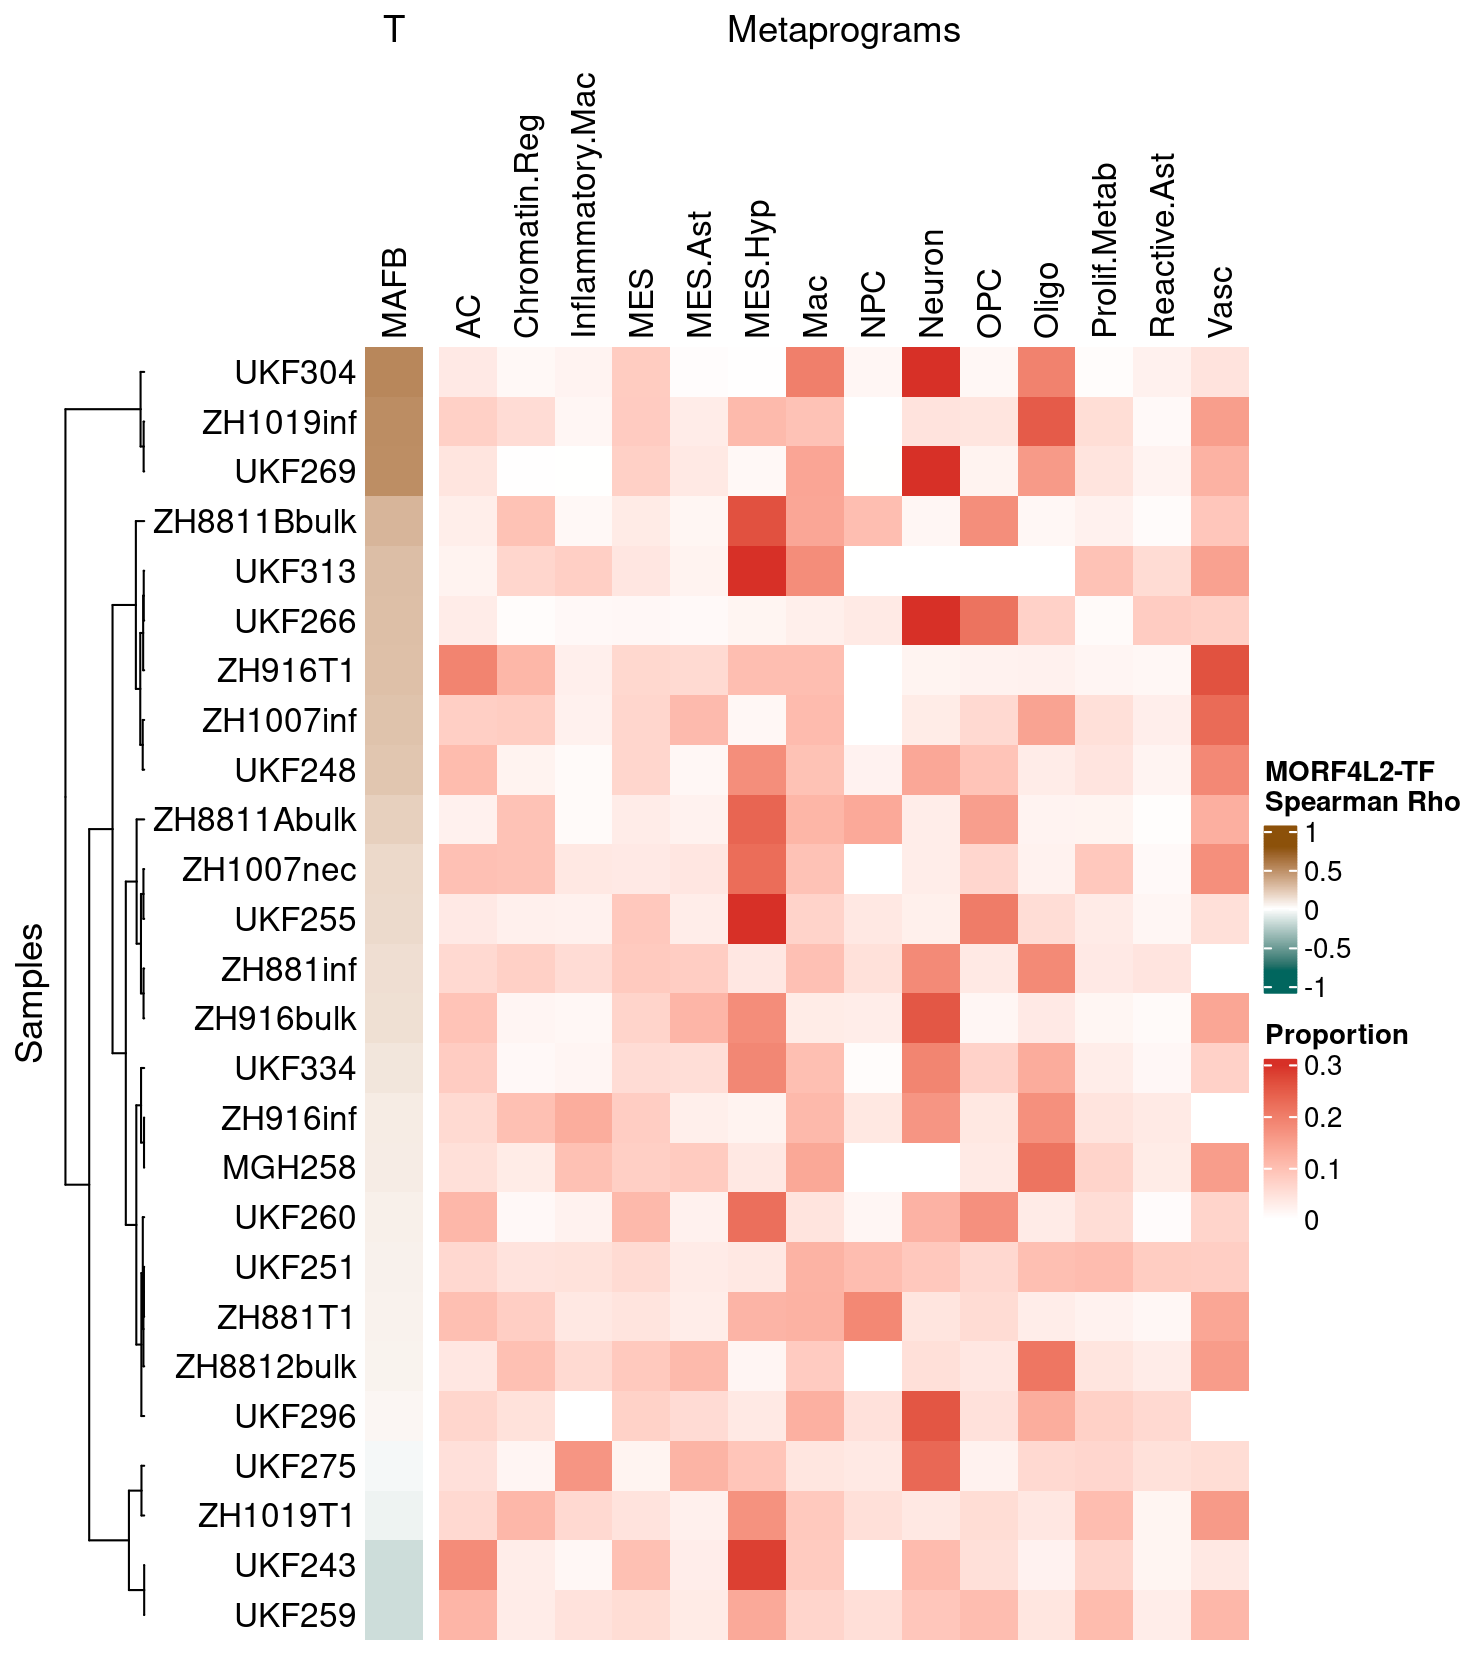 T
Metaprograms
MAFB
AC
Chromatin.Reg
Inflammatory.Mac
MES
MES.Ast
MES.Hyp
Mac
NPC
Neuron
OPC
Oligo
Prolif.Metab
Reactive.Ast
Vasc
Samples
UKF304
ZH1019inf
UKF269
ZH8811Bbulk
UKF313
UKF266
ZH916T1
ZH1007inf
UKF248
ZH8811Abulk
ZH1007nec
UKF255
ZH881inf
ZH916bulk
UKF334
ZH916inf
MGH258
UKF260
UKF251
ZH881T1
ZH8812bulk
UKF296
UKF275
ZH1019T1
UKF243
UKF259
MORF4L2-TF
Spearman Rho
1
0.5
0
-0.5
-1
Proportion
0.3
0.2
0.1
0